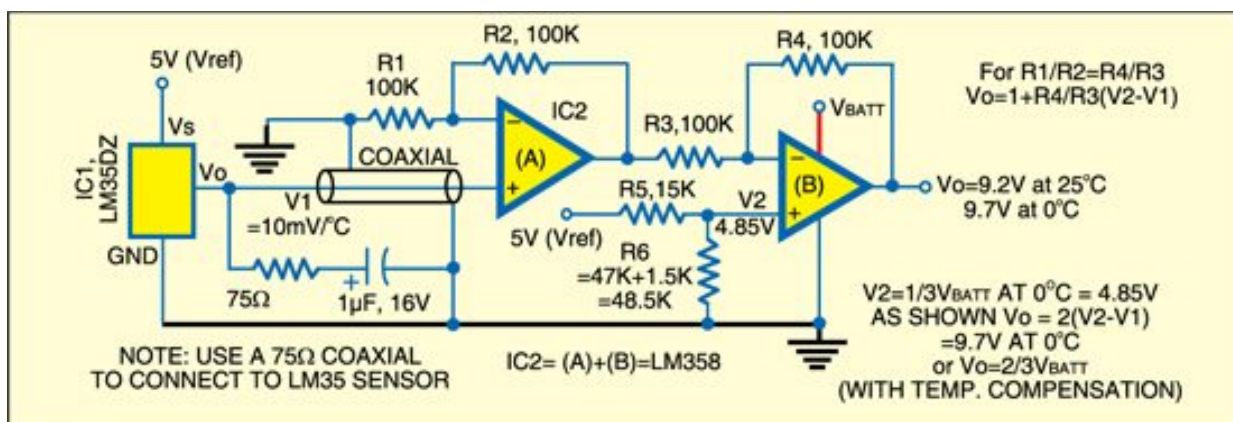 5V (Vref)
Vs
IC1,
LM35DZ
Vo
GND
R1
100K
R2, 100K
IC2
COAXIAL
V1
=10mV/°C
(A)
−
+
75Ω
+
1µF, 16V
R3,100K
R4, 100K
VBATT
(B)
−
+
R5,15K
V2
4.85V
5V (Vref)
R6
=47K+1.5K
=48.5K
For R1/R2=R4/R3
Vo=1+R4/R3(V2-V1)
Vo=9.2V at 25°C
9.7V at 0°C
V2=1/3VBATT AT 0°C = 4.85V
AS SHOWN Vo = 2(V2-V1)
=9.7V AT 0°C
or Vo=2/3VBATT
(WITH TEMP. COMPENSATION)
NOTE: USE A 75Ω COAXIAL
TO CONNECT TO LM35 SENSOR
IC2= (A)+(B)=LM358